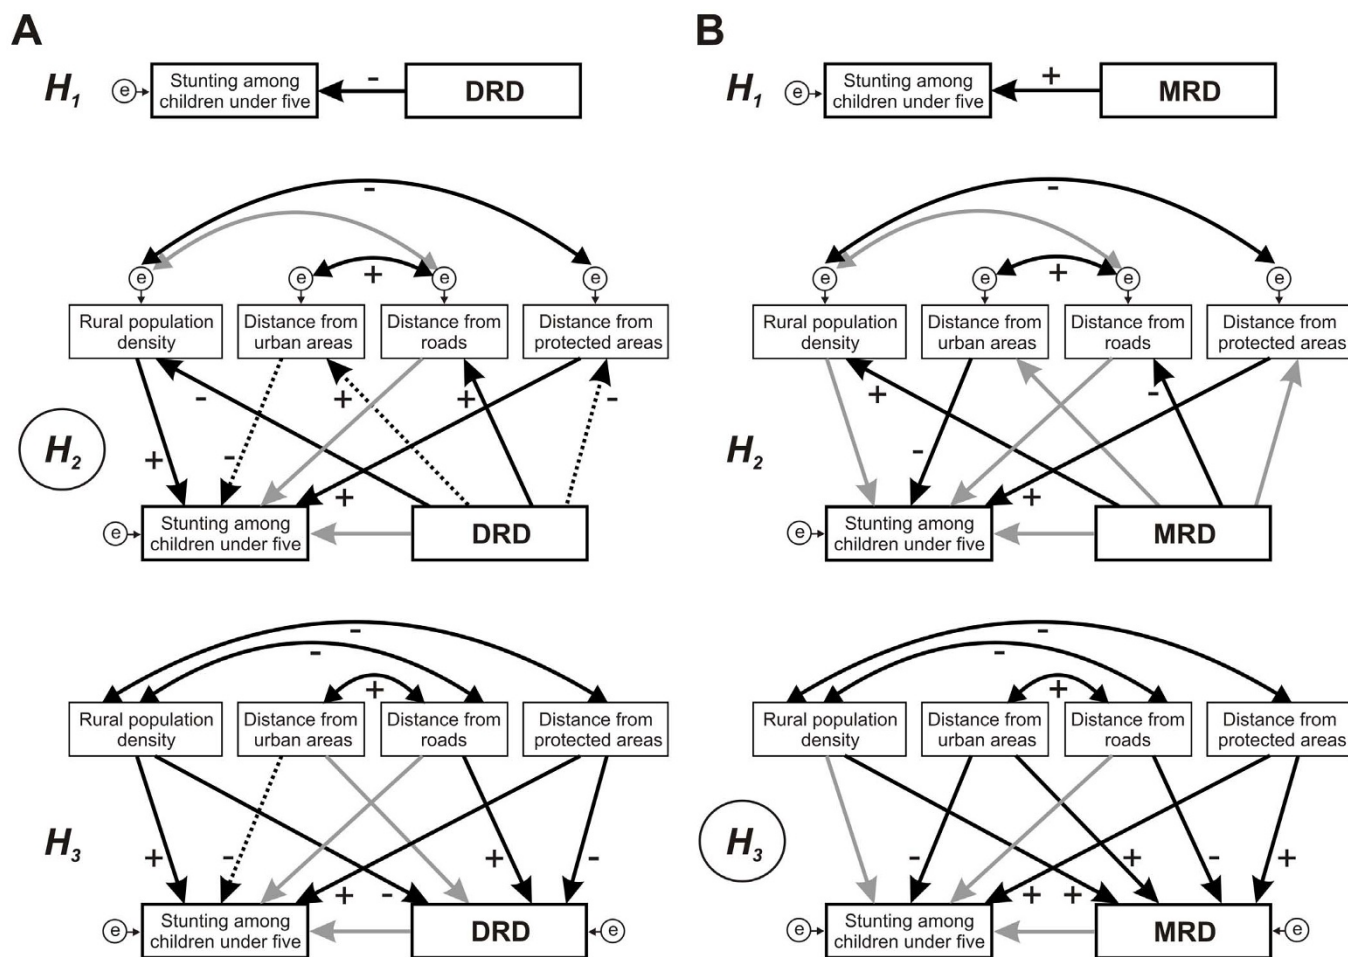 A
B
H1
e
Stunting among
children under five
-
DRD
H1
e
Stunting among
children under five
+
MRD
-
e
e
+
e
e
Rural population
density
Distance from
urban areas
Distance from
roads
Distance from
protected areas
-
+
+
-
H2
+
-
+
e
Stunting among
children under five
DRD
-
e
e
+
e
e
Rural population
density
Distance from
urban areas
Distance from
roads
Distance from
protected areas
+
-
H2
-
+
e
Stunting among
children under five
MRD
-
-
+
Rural population
density
Distance from
urban areas
Distance from
roads
Distance from
protected areas
H3
+
-
+
-
+
-
e
Stunting among
children under five
DRD
e
-
-
+
Rural population
density
Distance from
urban areas
Distance from
roads
Distance from
protected areas
H3
-
+
-
+
+
+
e
Stunting among
children under five
MRD
e